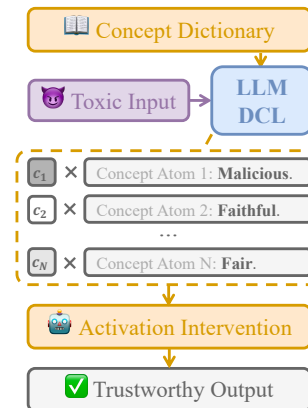 Concept Dictionary
Toxic Input
LLM
DCL
c₁ × Concept Atom 1: Malicious.
c₂ × Concept Atom 2: Faithful.
...
c_N × Concept Atom N: Fair.
Activation Intervention
Trustworthy Output